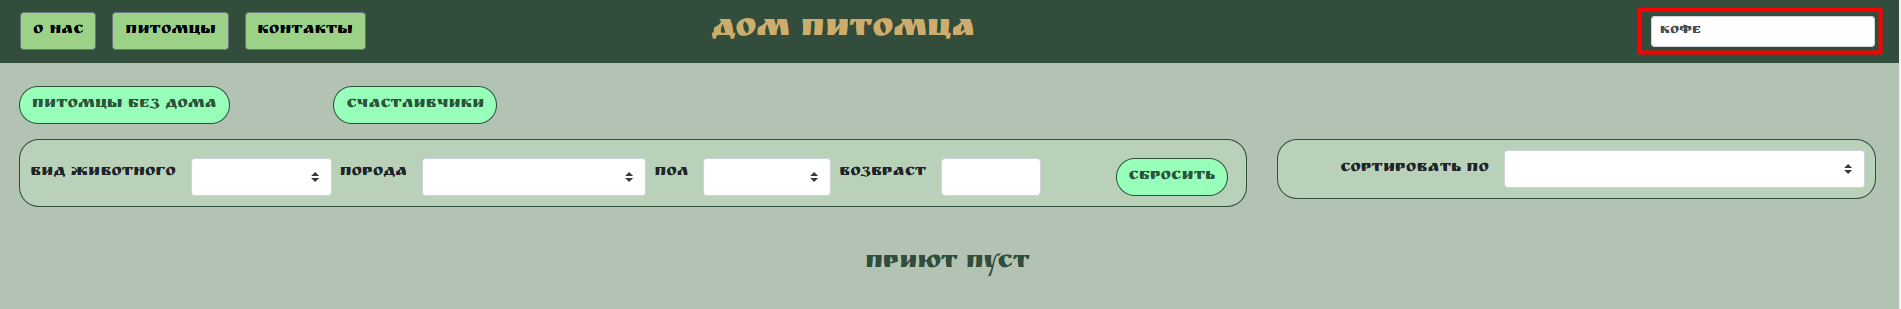 О НАС ПИТОМЦЫ КОНТАКТЫ ДОМ ПИТОМЦА КОФЕ
ПИТОМЦЫ БЕЗ ДОМА СЧАСТЛИВЧИКИ
ВИД ЖИВОТНОГО ПОРОДА ПОЛ ВОЗВРАСТ СБРОСИТЬ СОРТИРОВАТЬ ПО
ПРИЮТ ПУСТ